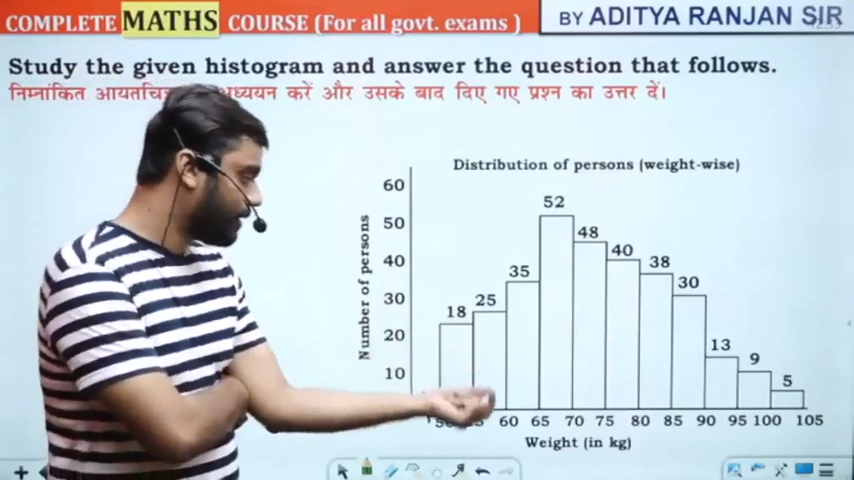 COMPLETE MATHS COURSE (For all govt. exams )
BY ADITYA RANJAN SIR
Study the given histogram and answer the question that follows.
निम्नांकित करें और उसके बाद दिए गए प्रश्न का उत्तर दें।
Distribution of persons (weight-wise)
Number of persons
60
50
40
30
20
10
18 25 35 52 48 40 38 30 13 9 5
60 65 70 75 80 85 90 95 100 105
Weight (in kg)